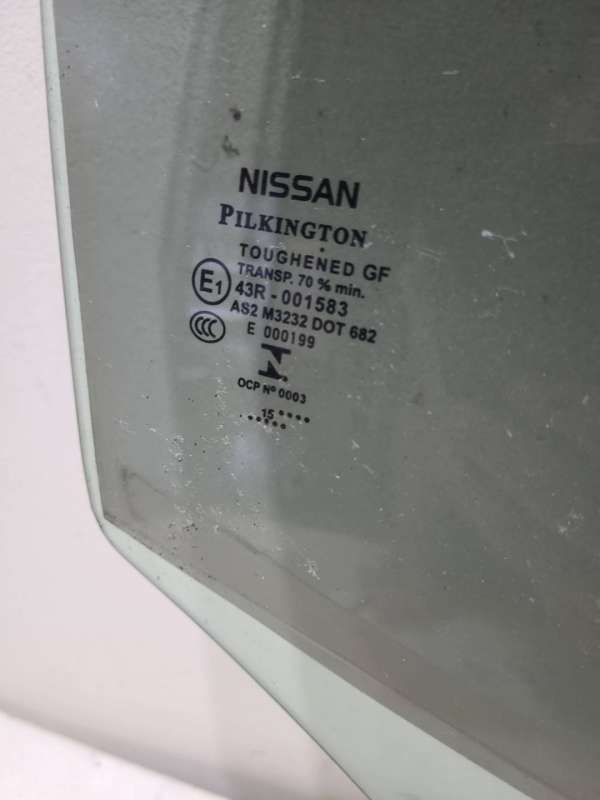 NISSAN
PILKINGTON
TOUGHENED GF
TRANSP. 70 % min.
E1 43R - 001583
AS2 M3232 DOT 682
CCC E 000199
OCP Nº 0003
15